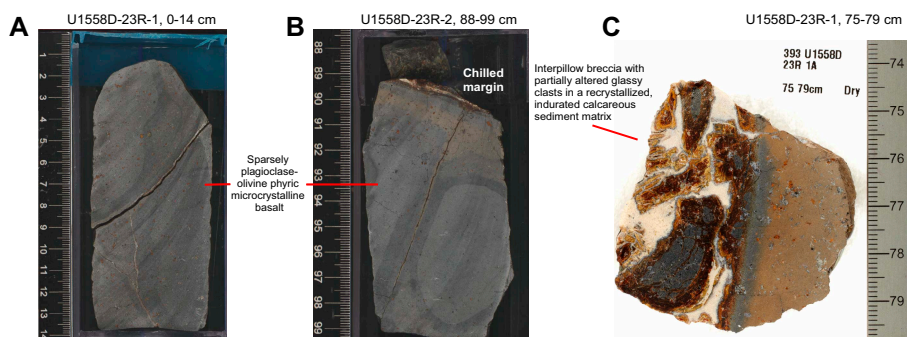 U1558D-23R-1, 0-14 cm
U1558D-23R-2, 88-99 cm
U1558D-23R-1, 75-79 cm
A
1
2
3
4
5
6
7
8
9
10
11
12
13
14
Sparsely
plagioclase-
olivine phyric
microcrystalline
basalt
B
88
89
90
91
92
93
94
95
96
97
98
99
Chilled
margin
Interpillow breccia with
partially altered glassy
clasts in a recrystallized,
indurated calcareous
sediment matrix
C
393 U1558D
23R 1A
75 79cm Dry
74
75
76
77
78
79